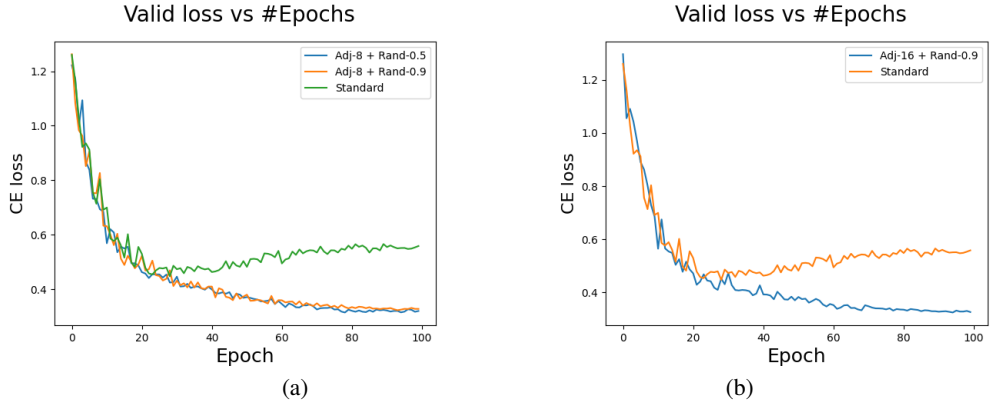 Valid loss vs #Epochs
Adj-8 + Rand-0.5
Adj-8 + Rand-0.9
Standard
1.2
1.0
0.8
0.6
0.4
CE loss
0 20 40 60 80 100
Epoch
(a)
Valid loss vs #Epochs
Adj-16 + Rand-0.9
Standard
1.2
1.0
0.8
0.6
0.4
CE loss
0 20 40 60 80 100
Epoch
(b)